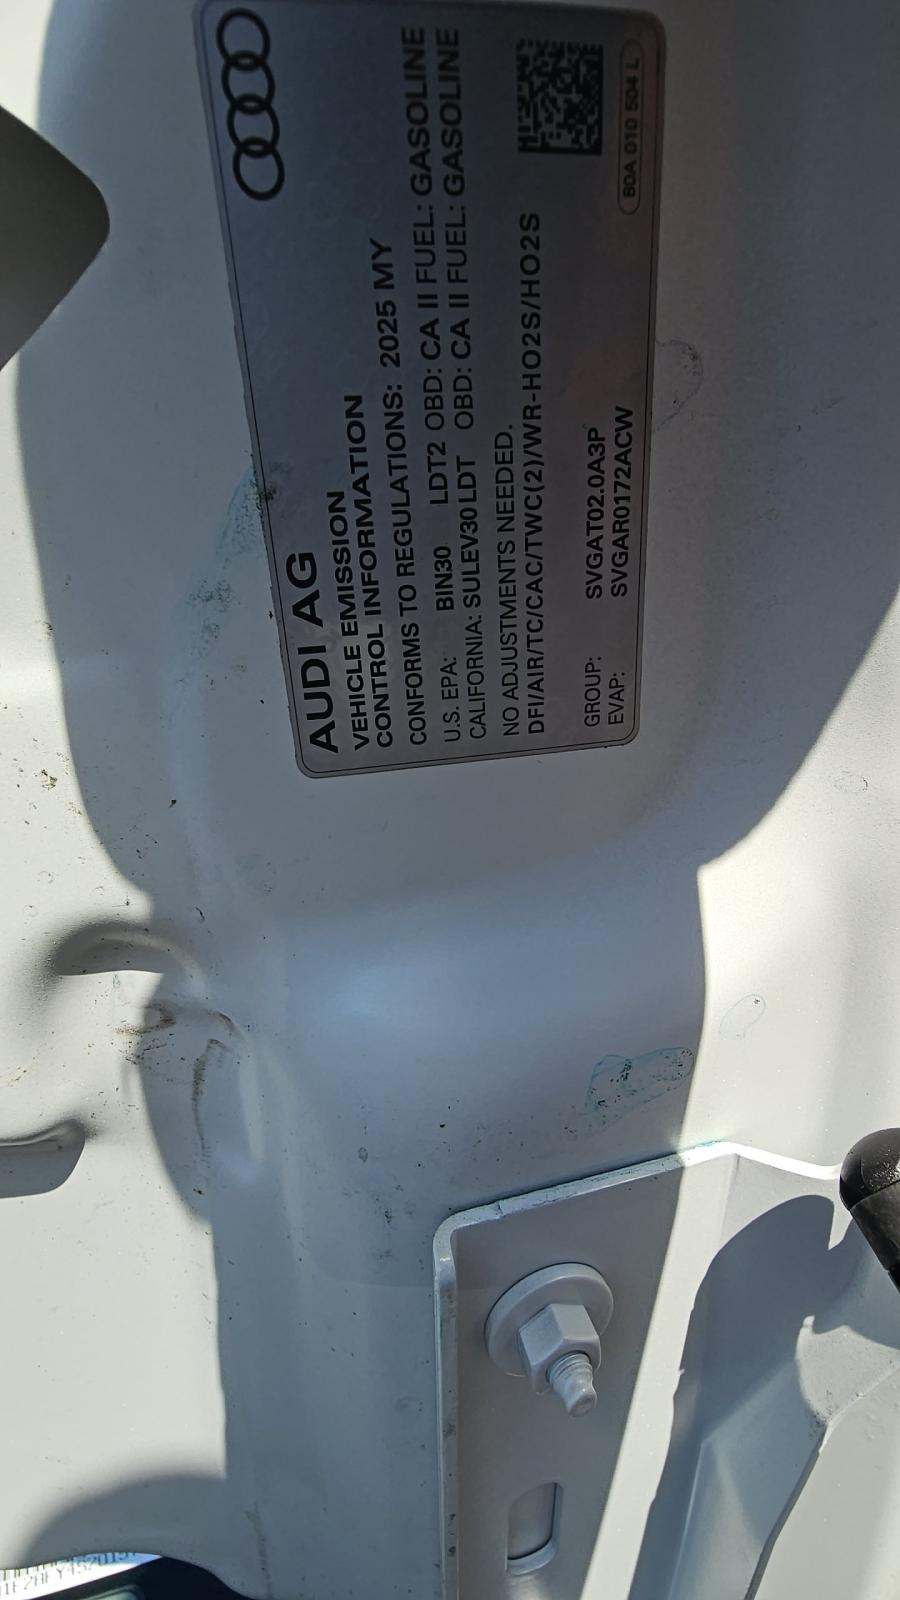 AUDI AG
VEHICLE EMISSION
CONTROL INFORMATION
CONFORMS TO REGULATIONS: 2025 MY
U.S. EPA: BIN30 LDT2 OBD: CA II FUEL: GASOLINE
CALIFORNIA: SULEV30 LDT OBD: CA II FUEL: GASOLINE
NO ADJUSTMENTS NEEDED.
DFI/AIR/TC/CAC/TWC(2)/WR-HO2S/HO2S
GROUP: SVGAT02.0A3P
EVAP: SVGAR0172ACW
80A 010 504 L